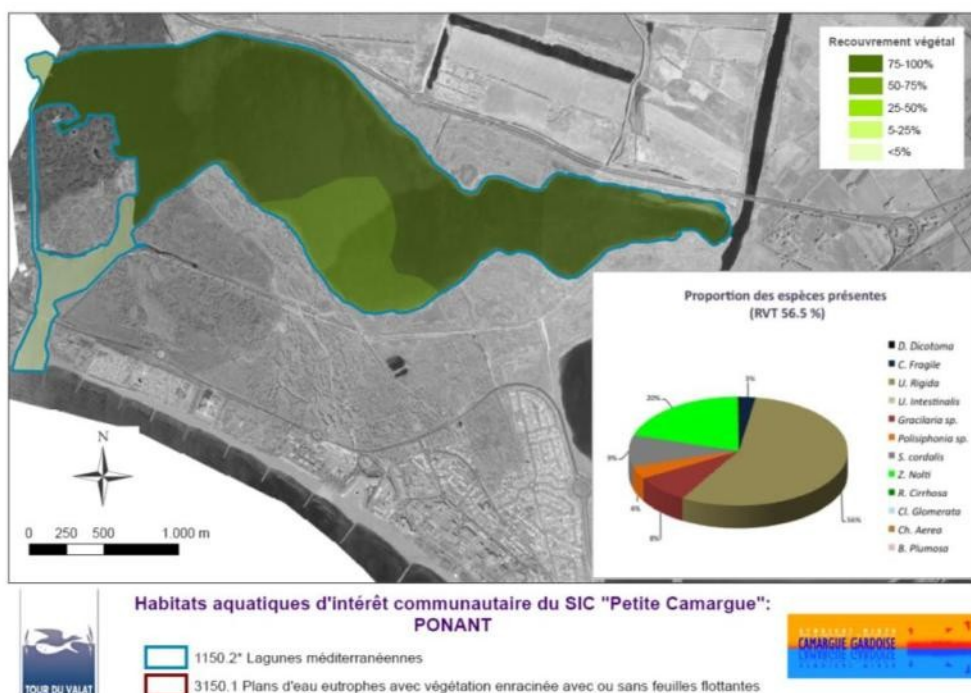 Recouvrement végétal
75-100%
50-75%
25-50%
5-25%
<5%
Proportion des espèces présentes
(RVT 56.5 %)
D. Dicotoma
C. Fragile
U. Rigida
U. Intestinalis
Gracilaria sp.
Polisiphonia sp.
S. cordalis
Z. Nolti
R. Cirrhosa
Cl. Glomerata
Ch. Aerea
B. Plumosa
3%
20%
9%
8%
56%
N
0 250 500 1.000 m
Habitats aquatiques d'intérêt communautaire du SIC "Petite Camargue":
PONANT
1150.2* Lagunes méditerranéennes
3150.1 Plans d'eau eutrophes avec végétation enracinée avec ou sans feuilles flottantes
TOUR DU VALAT
CAMARGUE GARDOISE